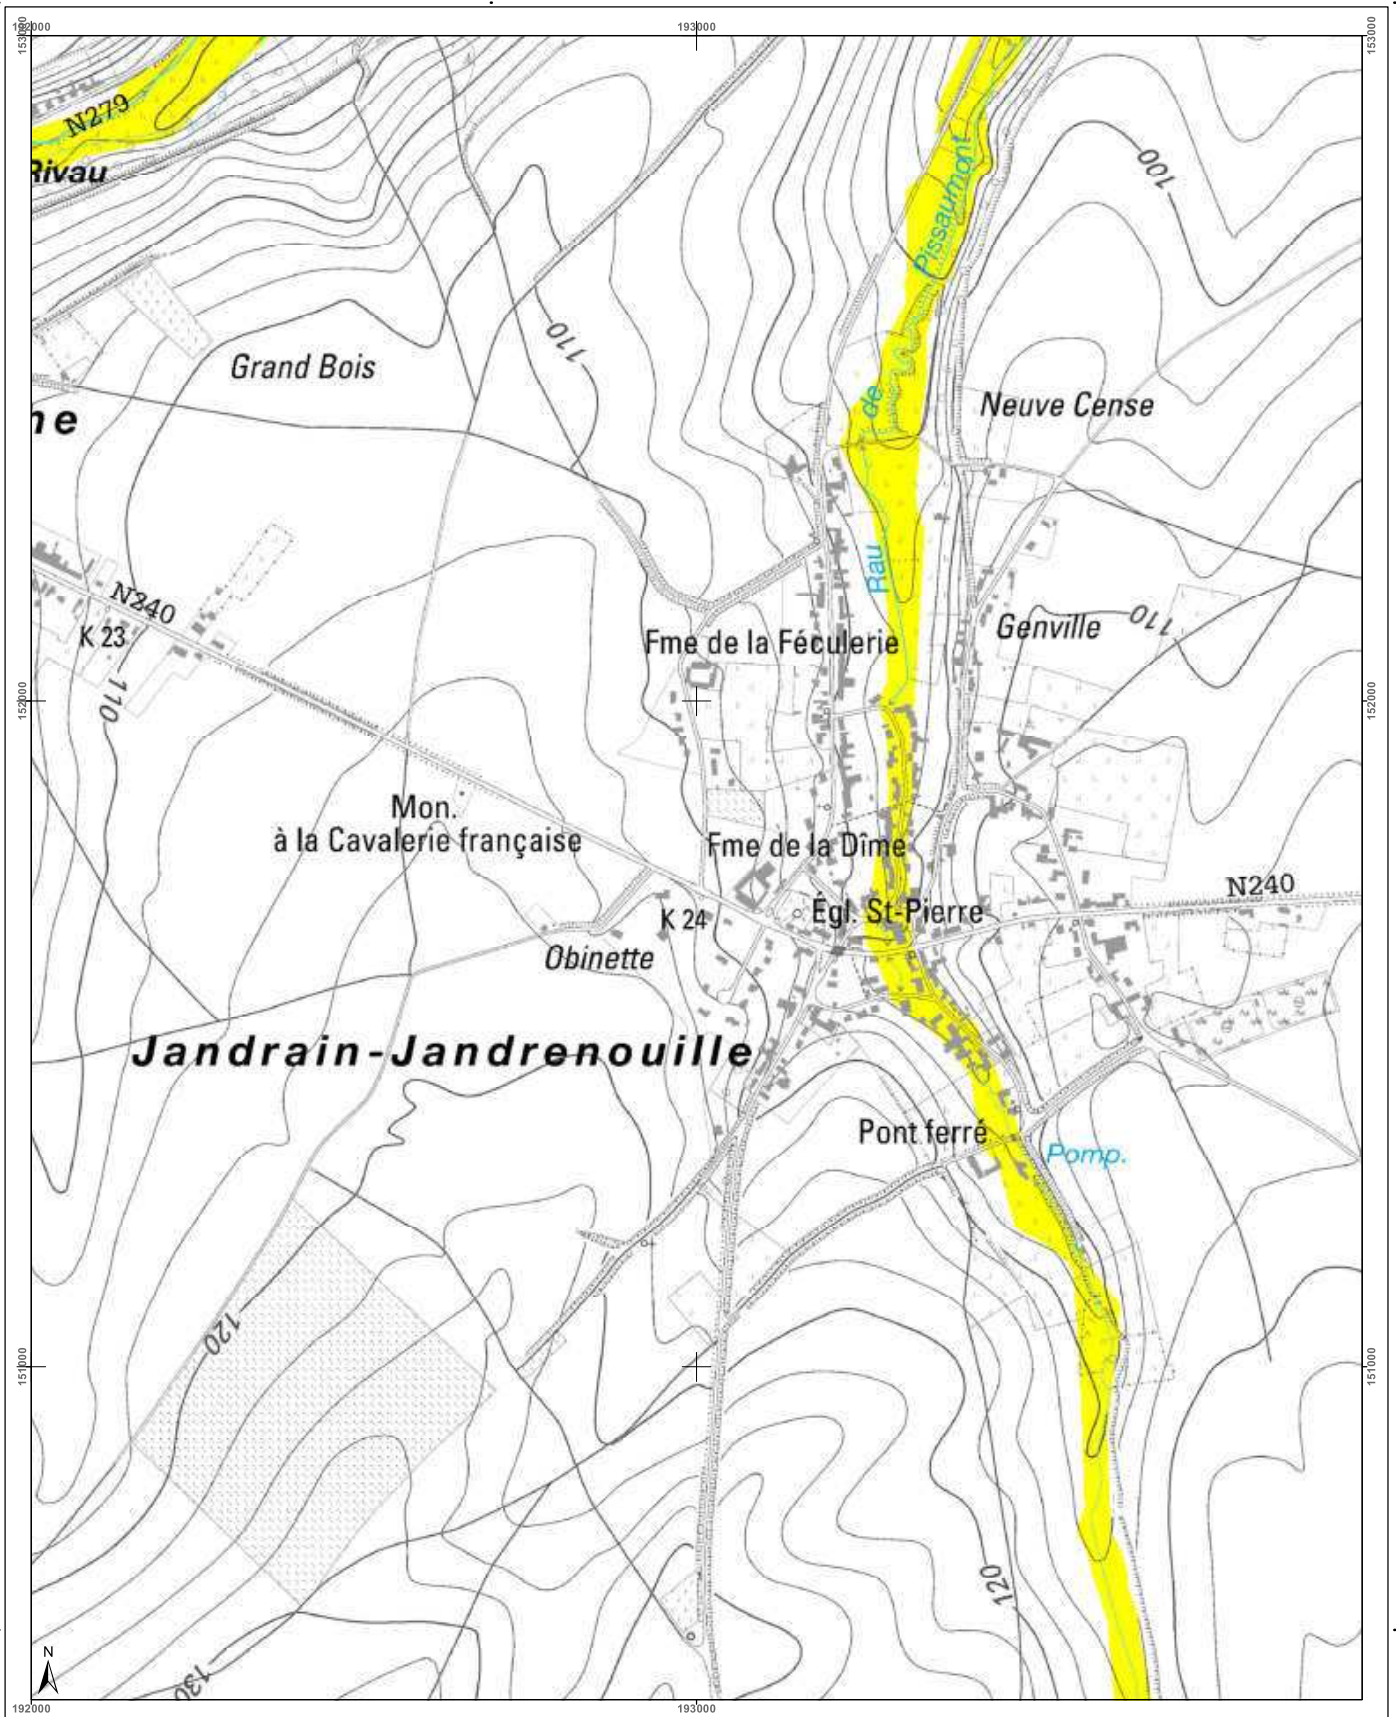 192000
193000
153000
153000
N279
Rivau
Pissaumont
100
110
Grand Bois
de
Neuve Cense
ne
N240
K 23
Rau
Genville
110
Fme de la Féculerie
110
152000
152000
Mon.
à la Cavalerie française
Fme de la Dîme
N240
K 24
Égl. St-Pierre
Obinette
Jandrain-Jandrenouille
Pont ferré
Pomp.
120
151000
151000
120
N
130
192000
193000